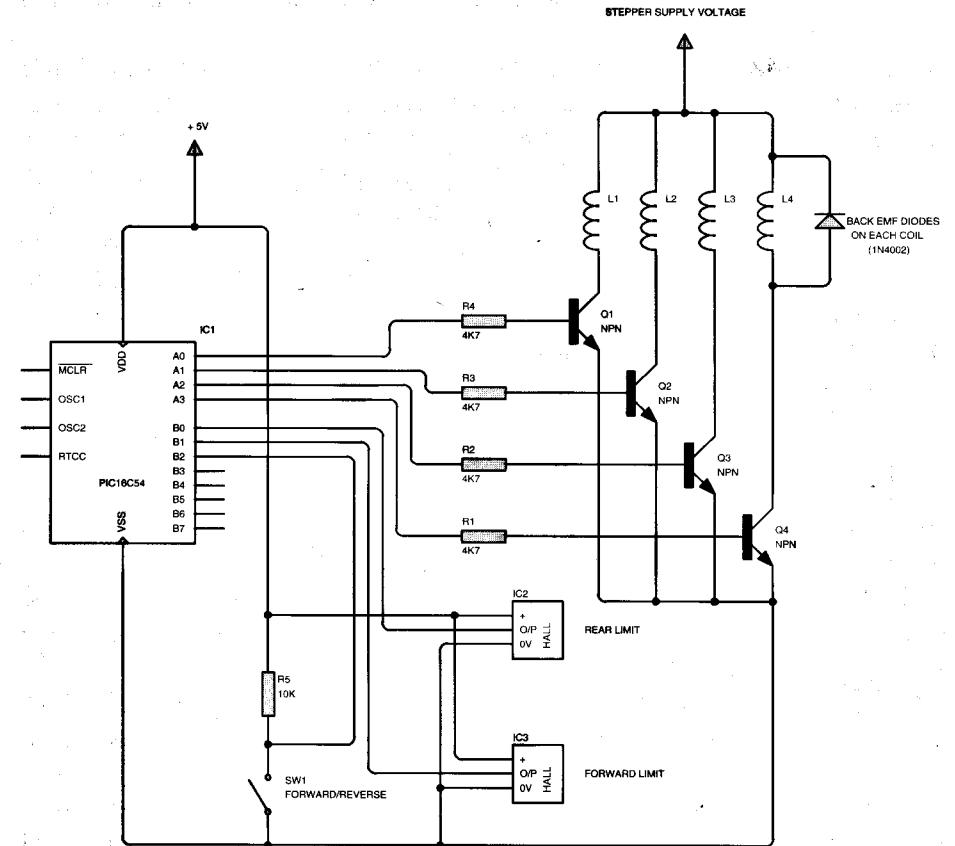 STEPPER SUPPLY VOLTAGE
+ 5V
L1
L2
L3
L4
BACK EMF DIODES
ON EACH COIL
(1N4002)
IC1
R4
4K7
Q1
NPN
VDD
MCLR
OSC1
OSC2
RTCC
PIC16C54
VSS
A0
A1
A2
A3
B0
B1
B2
B3
B4
B5
B6
B7
R3
4K7
Q2
NPN
R2
4K7
Q3
NPN
R1
4K7
Q4
NPN
IC2
+
O/P
0V
HALL
REAR LIMIT
R5
10K
IC3
+
O/P
0V
HALL
FORWARD LIMIT
SW1
FORWARD/REVERSE